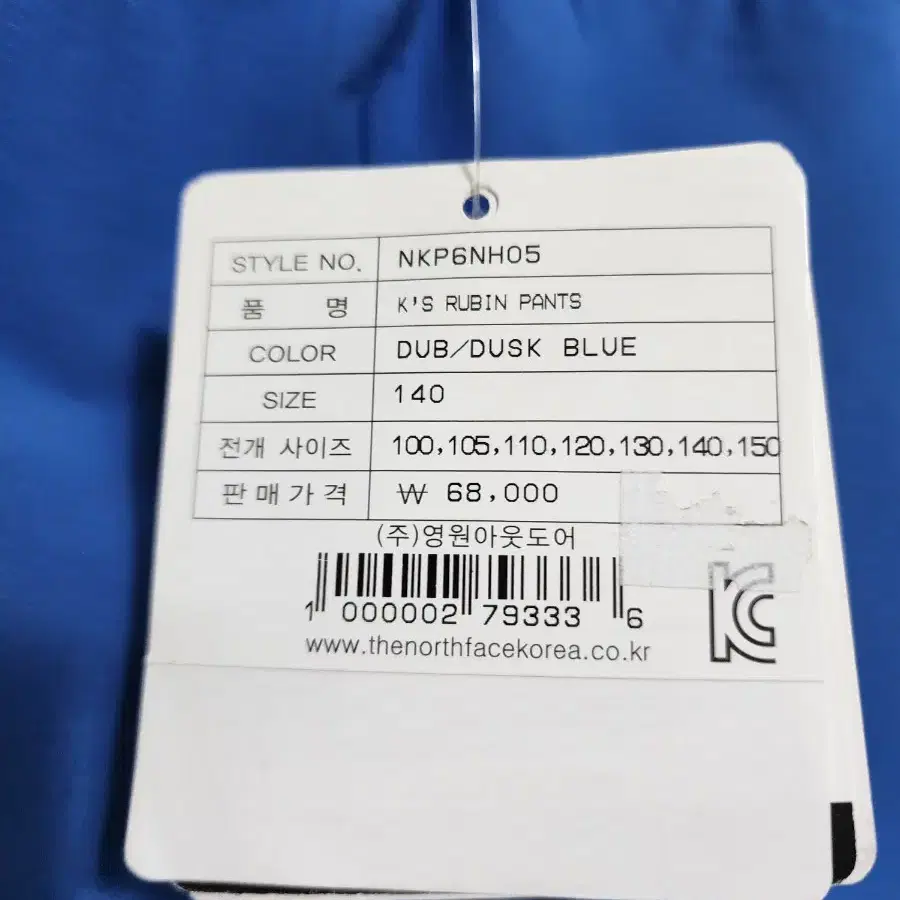 STYLE NO. NKP6NH05
품 명 K'S RUBIN PANTS
COLOR DUB/DUSK BLUE
SIZE 140
전개 사이즈 100,105,110,120,130,140,150
판매가격 ₩ 68,000
(주)영원아웃도어
1 000002 79333 6
www.thenorthfacekorea.co.kr
KC